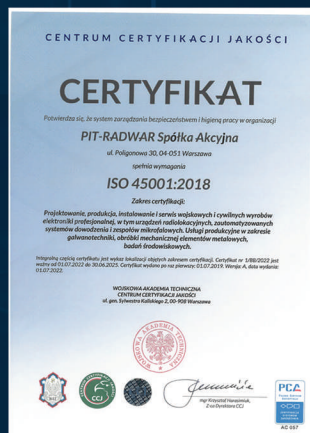 CENTRUM CERTYFIKACJI JAKOŚCI
CERTYFIKAT
Potwierdza się, że system zarządzania bezpieczeństwem i higieną pracy w organizacji
PIT-RADWAR Spółka Akcyjna
ul. Poligonowa 30, 04-051 Warszawa
spełnia wymagania
ISO 45001:2018
Zakres certyfikacji:
Projektowanie, produkcja, instalowanie i serwis wojskowych i cywilnych wyrobów
elektroniki profesjonalnej, w tym urządzeń radiolokacyjnych, zautomatyzowanych
systemów dowodzenia i zespołów mikrofalowych. Usługi produkcyjne w zakresie
galwanotechniki, obróbki mechanicznej elementów metalowych,
badań środowiskowych.
Integralną częścią certyfikatu jest wykaz lokalizacji objętych zakresem certyfikacji. Certyfikat nr 1/BB/2022 jest
ważny od 01.07.2022 do 30.06.2025. Certyfikat wydano po raz pierwszy: 01.07.2019. Wersja: A, data wydania:
01.07.2022.
WOJSKOWA AKADEMIA TECHNICZNA
CENTRUM CERTYFIKACJI JAKOŚCI
ul. gen. Sylwestra Kaliskiego 2, 00-908 Warszawa
WOJSKOWA AKADEMIA TECHNICZNA
CCJ
mgr Krzysztof Harasimiuk,
Z-ca Dyrektora CCJ
PCA
AC 067